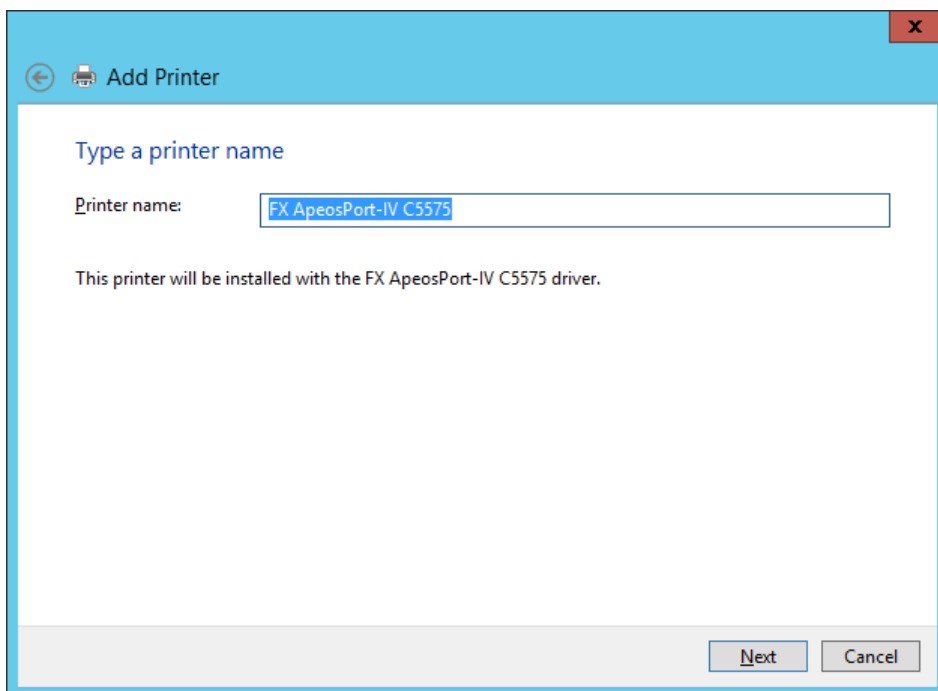 x
Add Printer
Type a printer name
Printer name: FX ApeosPort-IV C5575
This printer will be installed with the FX ApeosPort-IV C5575 driver.
Next Cancel